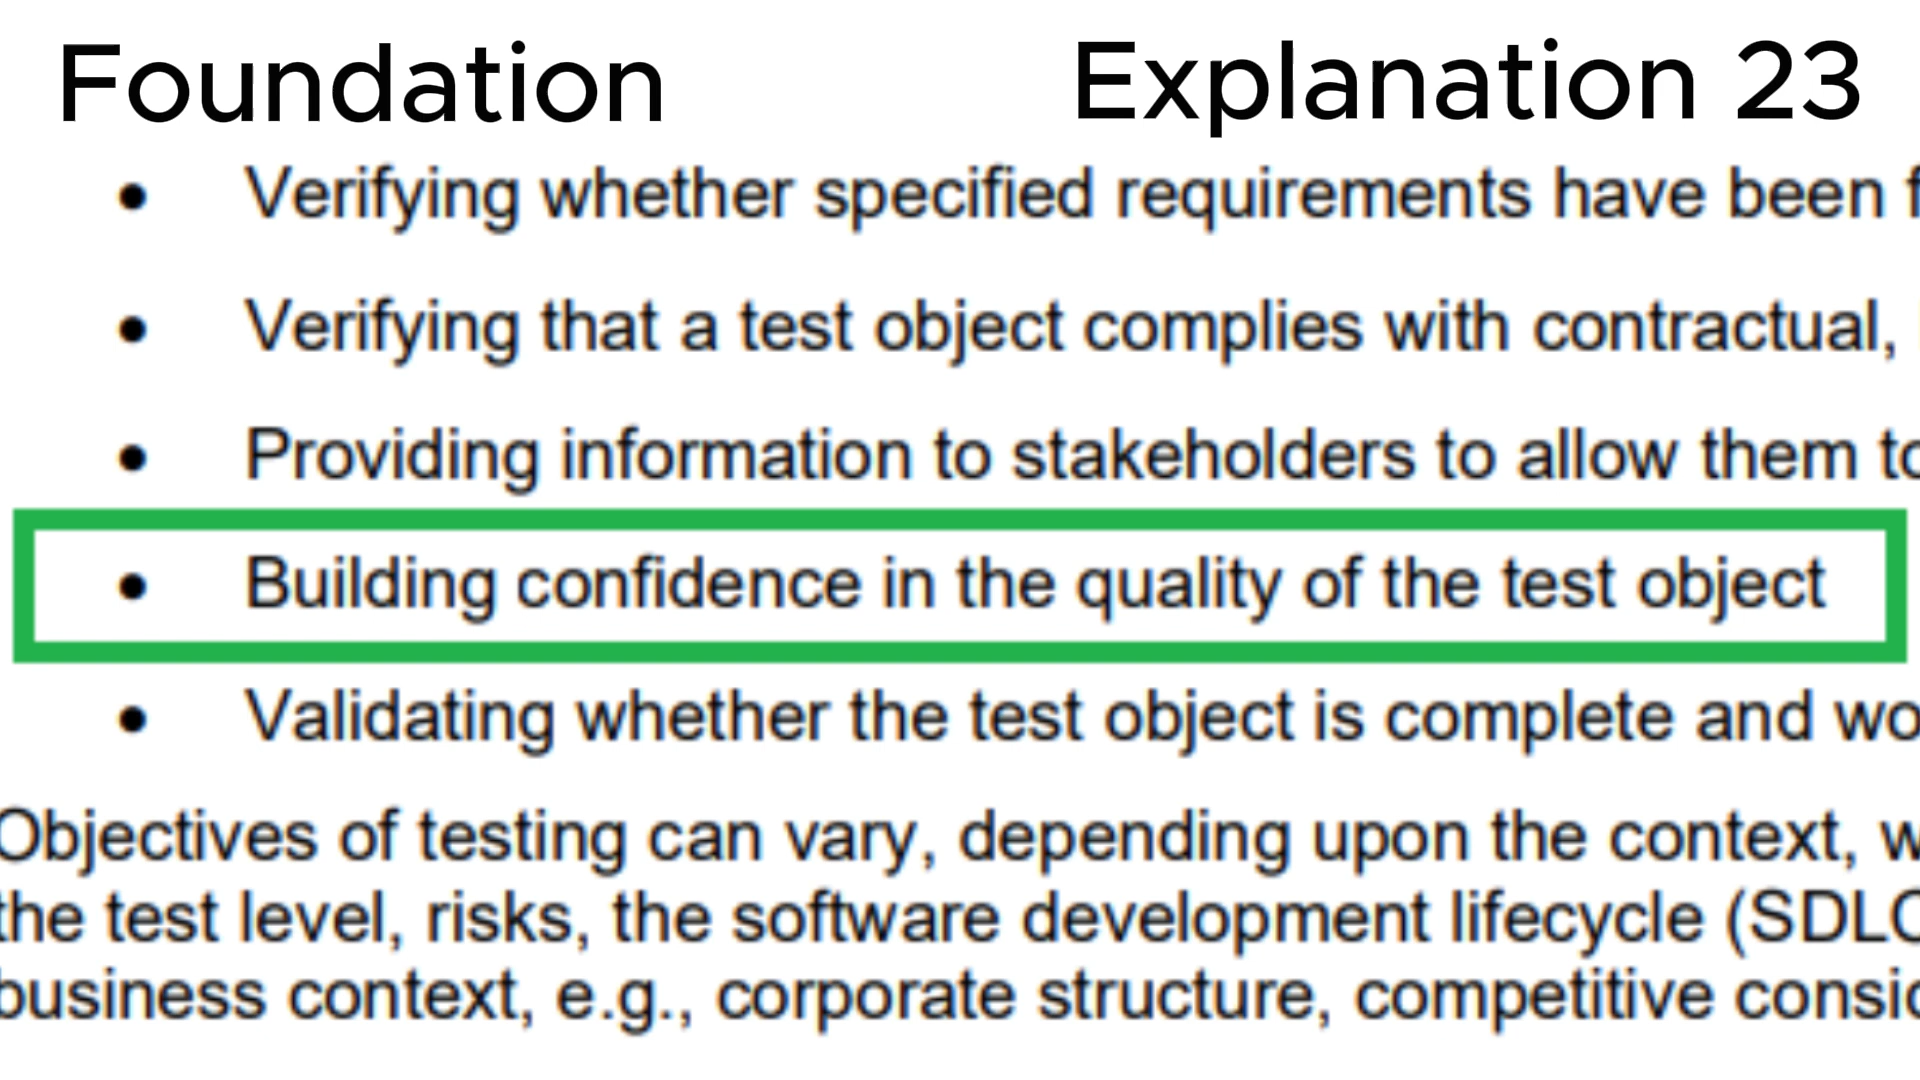 Foundation Explanation 23
• Verifying whether specified requirements have been
• Verifying that a test object complies with contractual,
• Providing information to stakeholders to allow them to
• Building confidence in the quality of the test object
• Validating whether the test object is complete and
Objectives of testing can vary, depending upon the context,
the test level, risks, the software development lifecycle (SDLC
business context, e.g., corporate structure, competitive